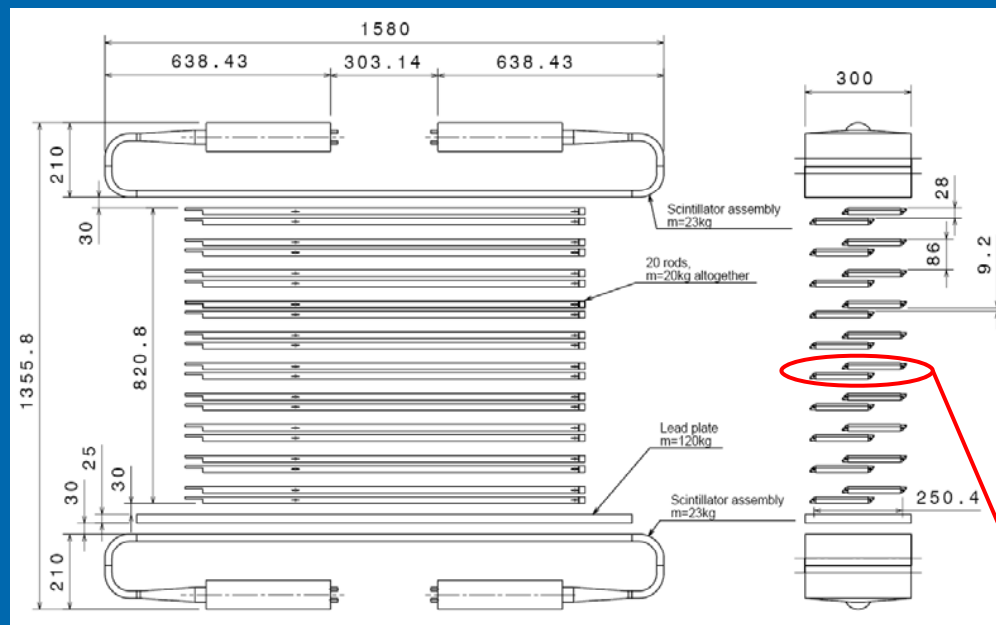 1580
638.43
303.14
638.43
300
210
30
Scintillator assembly
m=23kg
28
86
9.2
20 rods,
m=20kg altogether
1355.8
820.8
Lead plate
m=120kg
25
30
30
250.4
Scintillator assembly
m=23kg
210